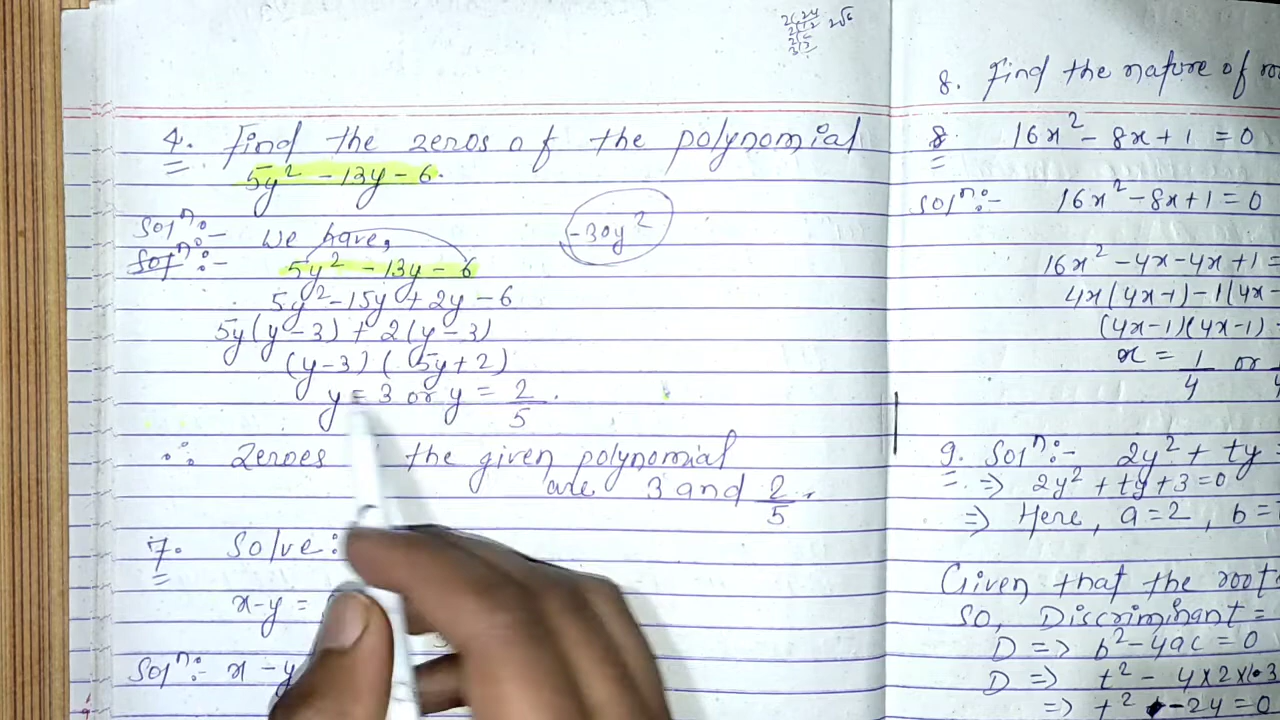 4. Find the zeros of the polynomial
5y² - 13y - 6.
Solⁿ:-
We have,
-30y²
Solⁿ:-
5y² - 13y - 6
5y² - 15y + 2y - 6
5y(y - 3) + 2(y - 3)
(y - 3) (5y + 2)
y = 3 or y = 2/5.
∴ Zeroes the given polynomial
are 3 and 2/5.
7. Solve:
x - y =
Solⁿ:- x - y
2√6
8. Find the nature of
8. 16x² - 8x + 1 = 0
Solⁿ:- 16x² - 8x + 1 = 0
16x² - 4x - 4x + 1 =
4x(4x - 1) - 1(4x -
(4x - 1)(4x - 1)
x = 1/4 or
9. Solⁿ:- 2y² + ty
⇒ 2y² + ty + 3 = 0
⇒ Here, a = 2, b =
Given that the root
So, Discriminant =
D ⇒ b² - 4ac = 0
D ⇒ t² - 4×2×3
⇒ t² - 24 = 0